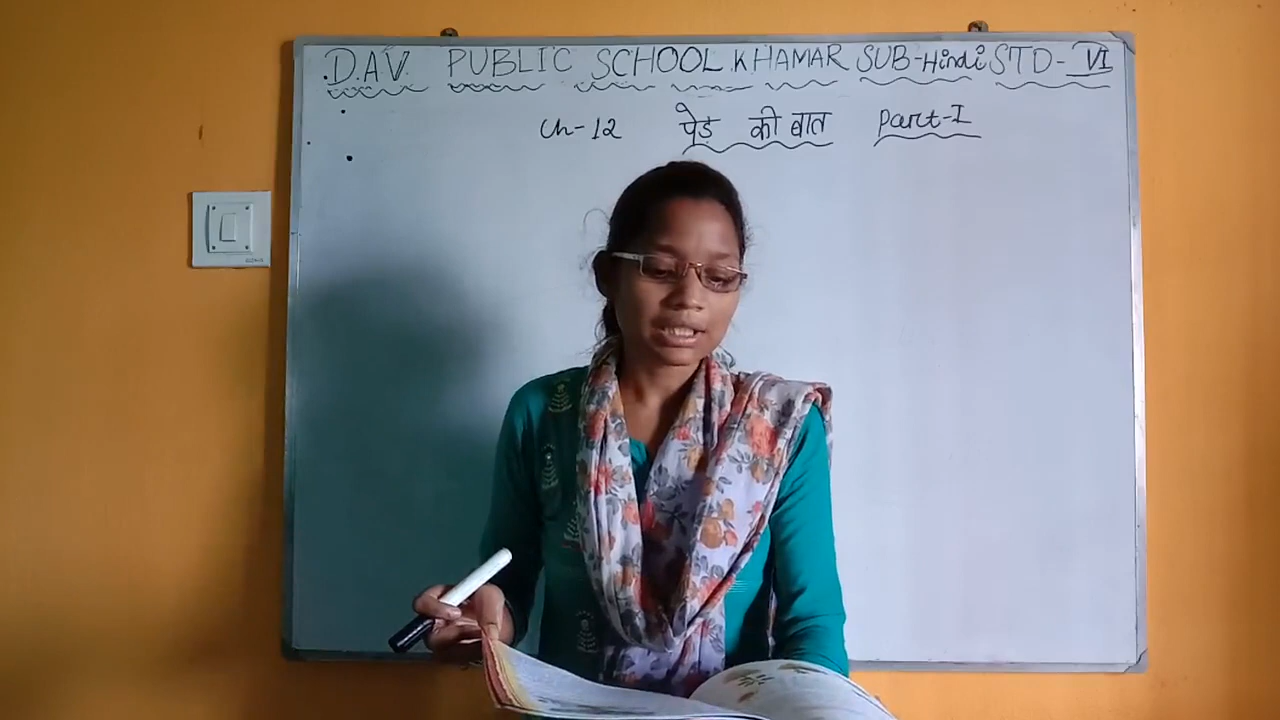 D.A.V. PUBLIC SCHOOL KHAMAR SUB-Hindi STD-VI
Ch-12 पेड़ की बात Part-I